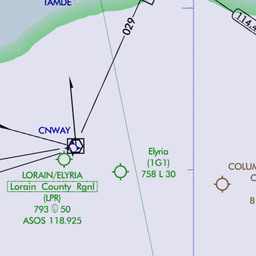 TAMDE
029
114.4
CNWAY
Elyria
(1G1)
758 L 30
LORAIN/ELYRIA
Lorain County Rgnl
(LPR)
793 Ⓛ 50
ASOS 118.925
COLUM
8